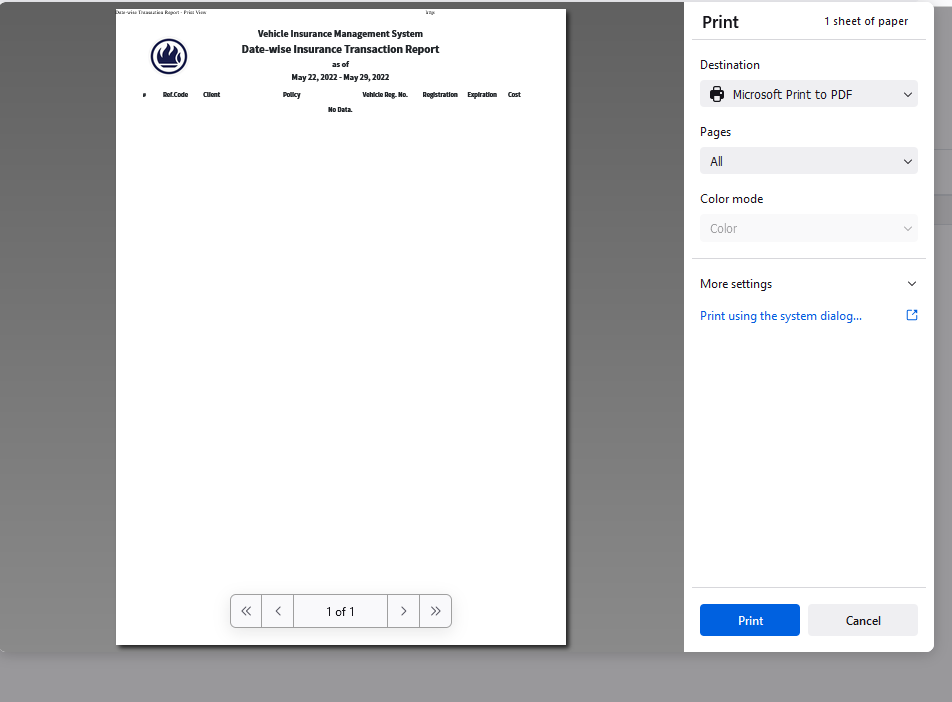 Date-wise Transaction Report - Print View http:
Vehicle Insurance Management System
Date-wise Insurance Transaction Report
as of
May 22, 2022 - May 29, 2022
# Ref.Code Client Policy Vehicle Reg. No. Registration Expiration Cost
No Data.
1 of 1
Print 1 sheet of paper
Destination
Microsoft Print to PDF
Pages
All
Color mode
Color
More settings
Print using the system dialog...
Print Cancel